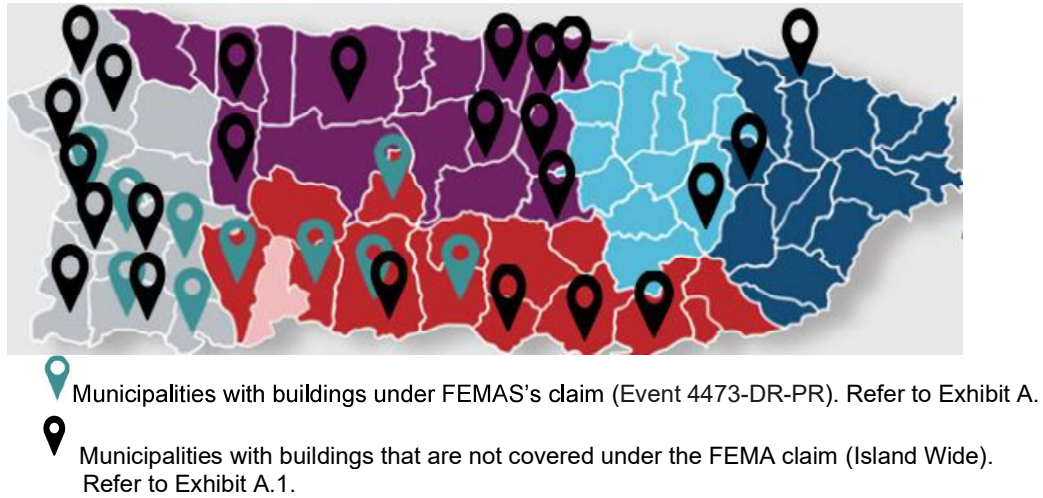 Municipalities with buildings under FEMAS's claim (Event 4473-DR-PR). Refer to Exhibit A.
Municipalities with buildings that are not covered under the FEMA claim (Island Wide).
Refer to Exhibit A.1.